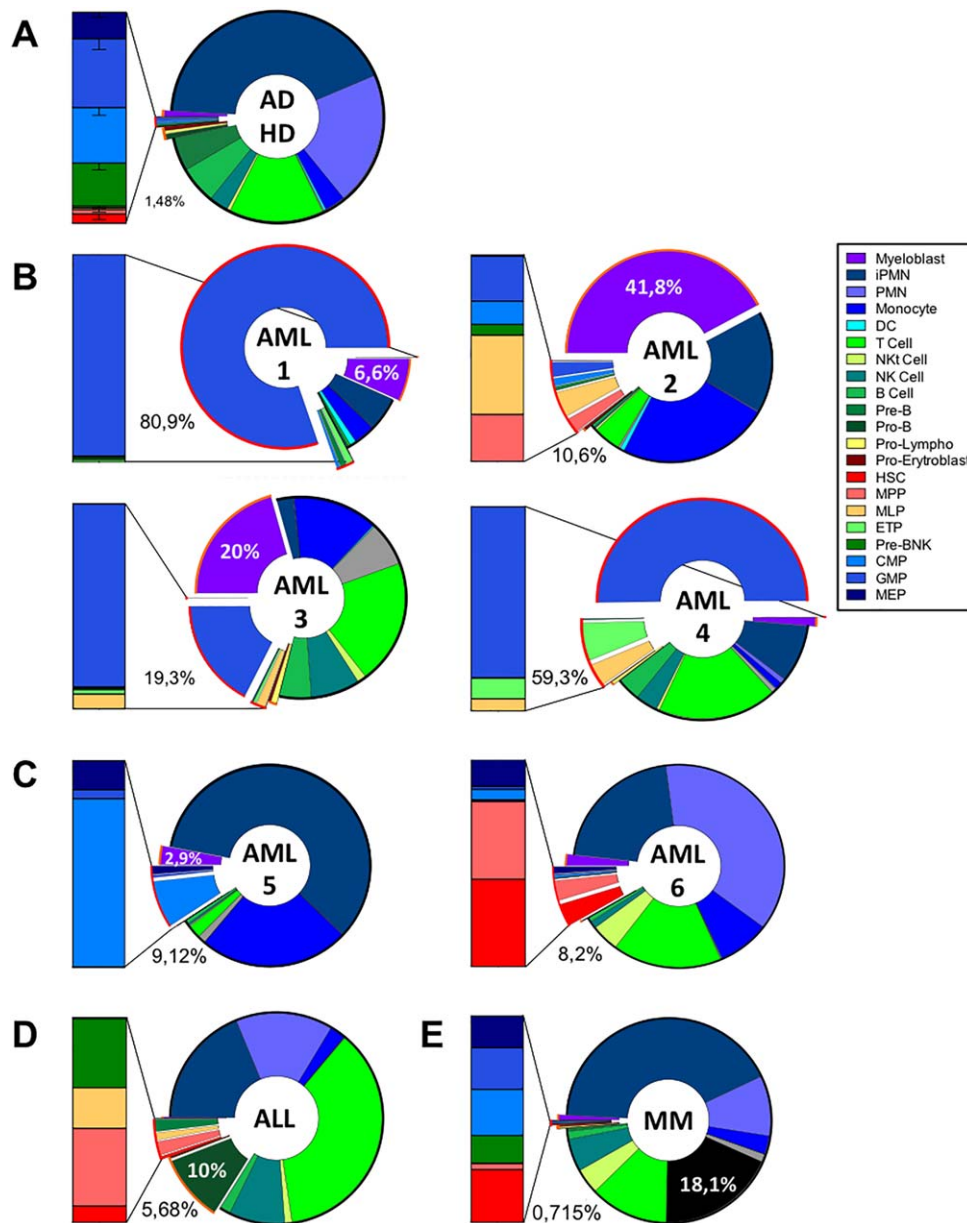 A
AD
HD
1,48%
B
AML
1
6,6%
80,9%
41,8%
AML
2
10,6%
Myeloblast
iPMN
PMN
Monocyte
DC
T Cell
NKt Cell
NK Cell
B Cell
Pre-B
Pro-B
Pro-Lympho
Pro-Erytroblast
HSC
MPP
MLP
ETP
Pre-BNK
CMP
GMP
MEP
20%
AML
3
19,3%
AML
4
59,3%
C
AML
5
2,9%
9,12%
AML
6
8,2%
D
ALL
10%
5,68%
E
MM
18,1%
0,715%